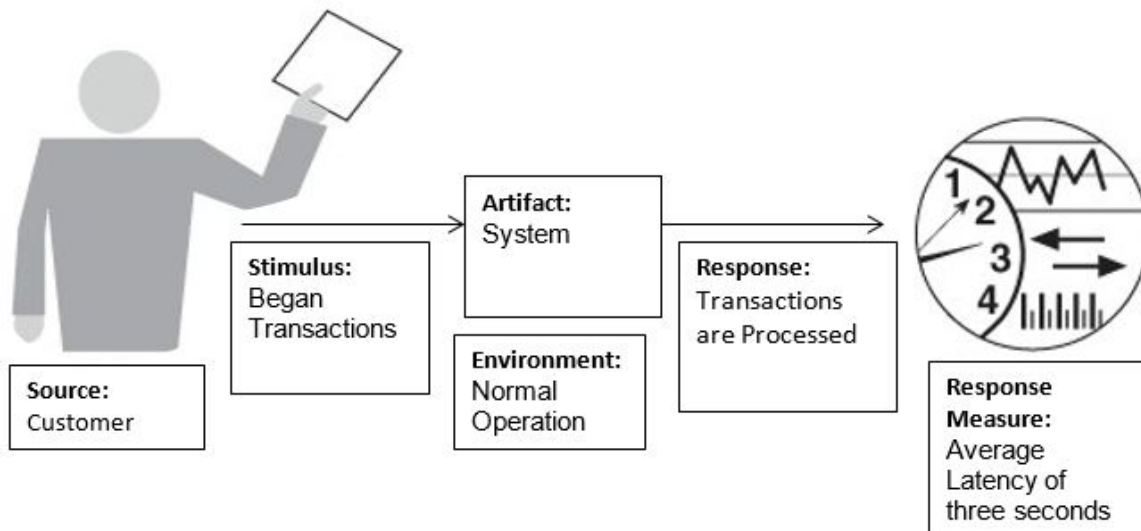 Source:
Customer
Stimulus:
Began
Transactions
Artifact:
System
Environment:
Normal
Operation
Response:
Transactions
are Processed
1
2
3
4
Response
Measure:
Average
Latency of
three seconds